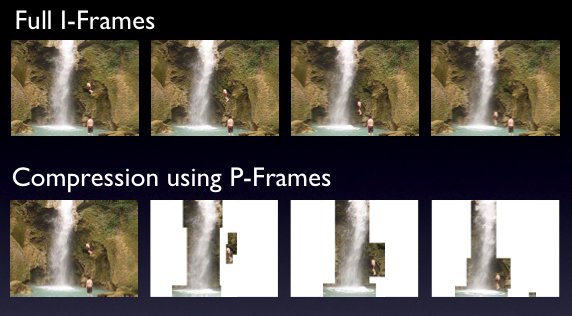 Full I-Frames
Compression using P-Frames